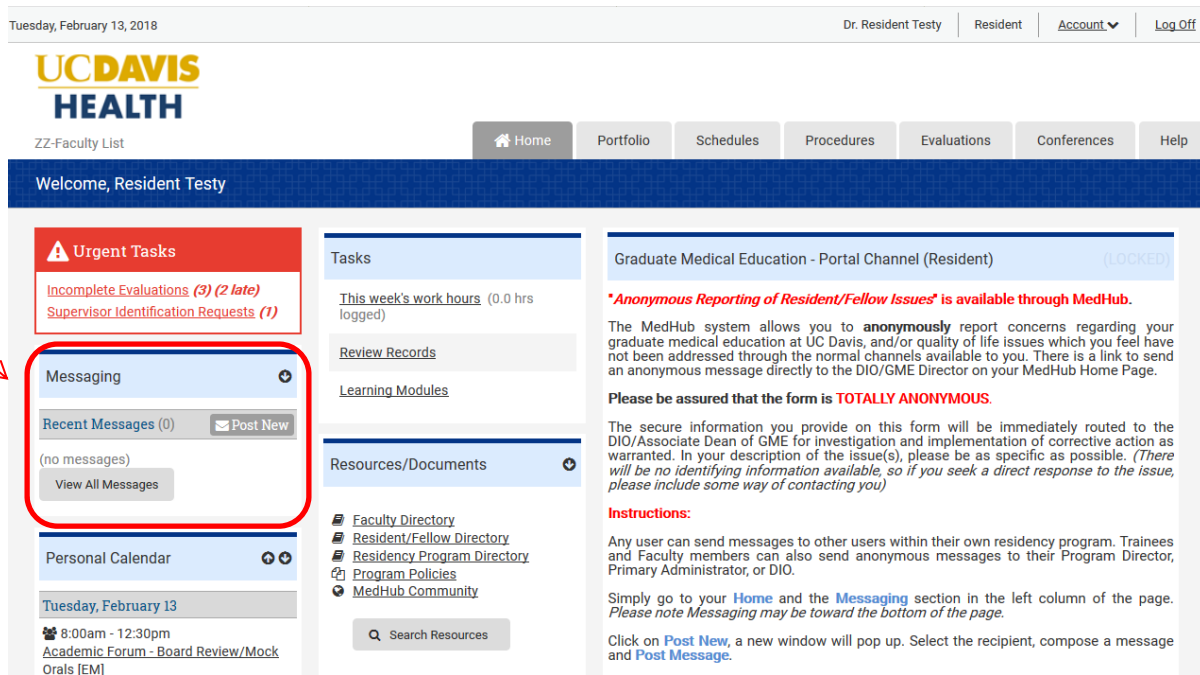 Tuesday, February 13, 2018
Dr. Resident Testy
Resident
Account
Log Off
UCDAVIS
HEALTH
ZZ-Faculty List
Home
Portfolio
Schedules
Procedures
Evaluations
Conferences
Help
Welcome, Resident Testy
Urgent Tasks
Incomplete Evaluations (3) (2 late)
Supervisor Identification Requests (1)
Messaging
Recent Messages (0)
Post New
(no messages)
View All Messages
Personal Calendar
Tuesday, February 13
8:00am - 12:30pm
Academic Forum - Board Review/Mock
Orals [EM]
Tasks
This week's work hours (0.0 hrs
logged)
Review Records
Learning Modules
Resources/Documents
Faculty Directory
Resident/Fellow Directory
Residency Program Directory
Program Policies
MedHub Community
Search Resources
Graduate Medical Education - Portal Channel (Resident)
(LOCKED)
"Anonymous Reporting of Resident/Fellow Issues" is available through MedHub.
The MedHub system allows you to anonymously report concerns regarding your
graduate medical education at UC Davis, and/or quality of life issues which you feel have
not been addressed through the normal channels available to you. There is a link to send
an anonymous message directly to the DIO/GME Director on your MedHub Home Page.
Please be assured that the form is TOTALLY ANONYMOUS.
The secure information you provide on this form will be immediately routed to the
DIO/Associate Dean of GME for investigation and implementation of corrective action as
warranted. In your description of the issue(s), please be as specific as possible. (There
will be no identifying information available, so if you seek a direct response to the issue,
please include some way of contacting you)
Instructions:
Any user can send messages to other users within their own residency program. Trainees
and Faculty members can also send anonymous messages to their Program Director,
Primary Administrator, or DIO.
Simply go to your Home and the Messaging section in the left column of the page.
Please note Messaging may be toward the bottom of the page.
Click on Post New, a new window will pop up. Select the recipient, compose a message
and Post Message.